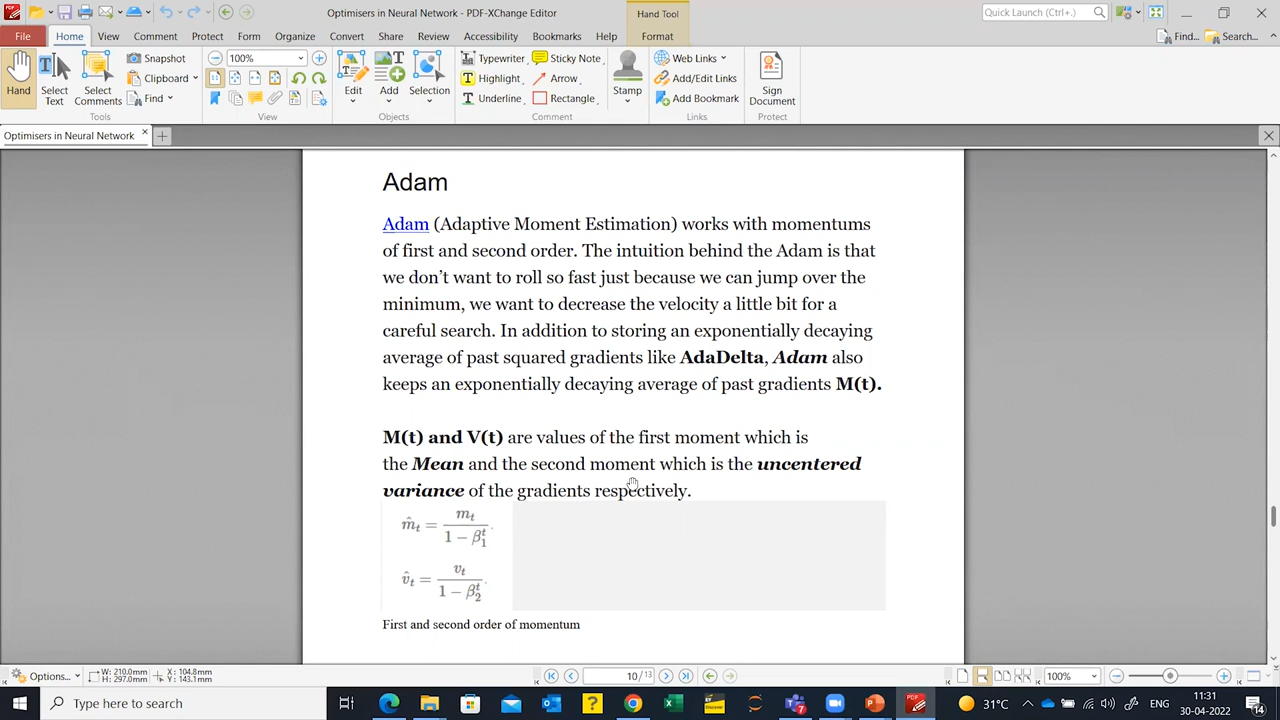 Optimisers in Neural Network - PDF-XChange Editor
Hand Tool
Quick Launch (Ctrl+.)
File Home View Comment Protect Form Organize Convert Share Review Accessibility Bookmarks Help Format
Find... Search...
Hand
Select Text
Select Comments
Snapshot
Clipboard
Find
Tools
100%
View
Edit
Add
Selection
Objects
Typewriter
Highlight
Underline
Sticky Note
Arrow
Rectangle
Stamp
Comment
Web Links
Add/Edit Links
Add Bookmark
Links
Sign Document
Protect
Optimisers in Neural Network
Adam
Adam (Adaptive Moment Estimation) works with momentums
of first and second order. The intuition behind the Adam is that
we don’t want to roll so fast just because we can jump over the
minimum, we want to decrease the velocity a little bit for a
careful search. In addition to storing an exponentially decaying
average of past squared gradients like AdaDelta, Adam also
keeps an exponentially decaying average of past gradients M(t).
M(t) and V(t) are values of the first moment which is
the Mean and the second moment which is the uncentered
variance of the gradients respectively.
m̂_t = m_t / (1 − β_1^t).
v̂_t = v_t / (1 − β_2^t).
First and second order of momentum
Options...
W: 210.0mm
H: 297.0mm
X: 104.8mm
Y: 143.1mm
10 / 13
100%
Type here to search
31°C
ENG
11:31
30-04-2022